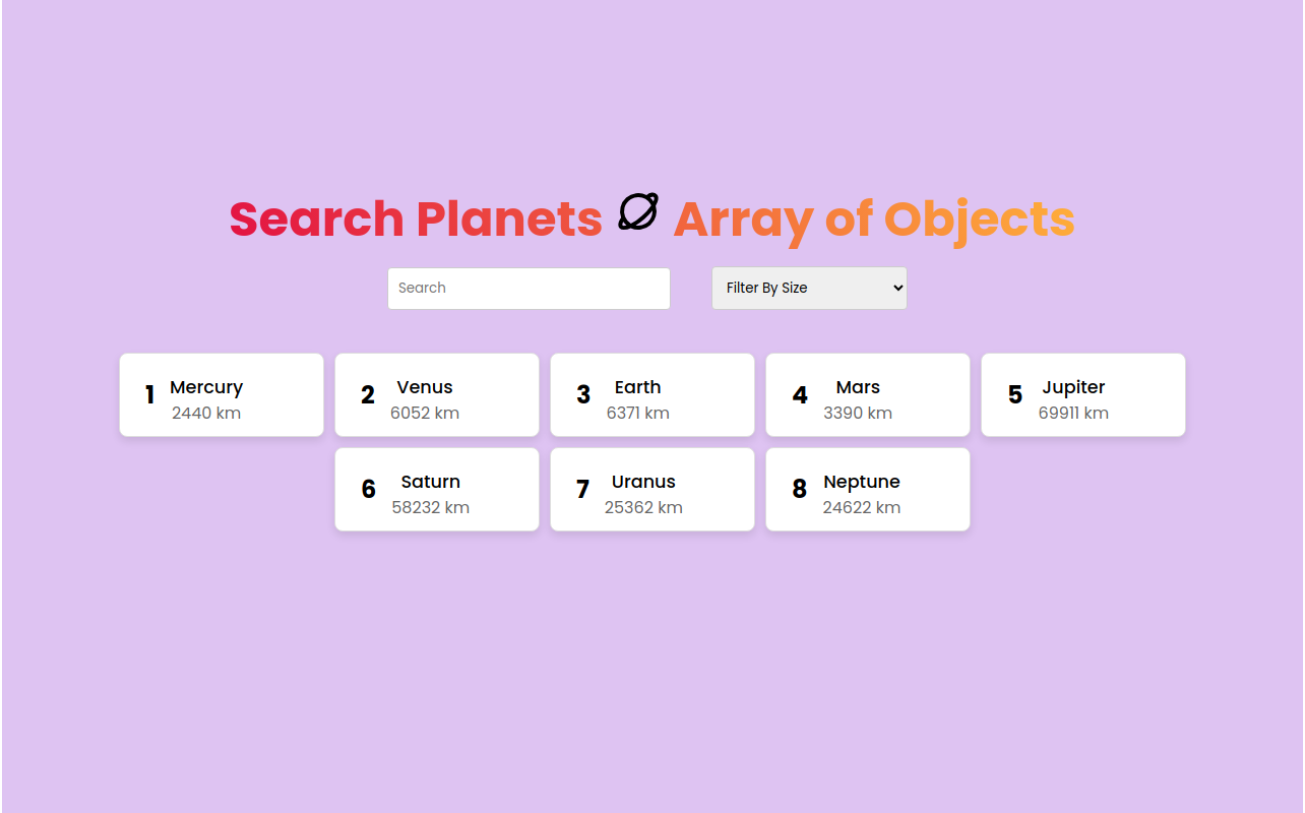 Search Planets Array of Objects
Search
Filter By Size
1 Mercury
2440 km
2 Venus
6052 km
3 Earth
6371 km
4 Mars
3390 km
5 Jupiter
69911 km
6 Saturn
58232 km
7 Uranus
25362 km
8 Neptune
24622 km